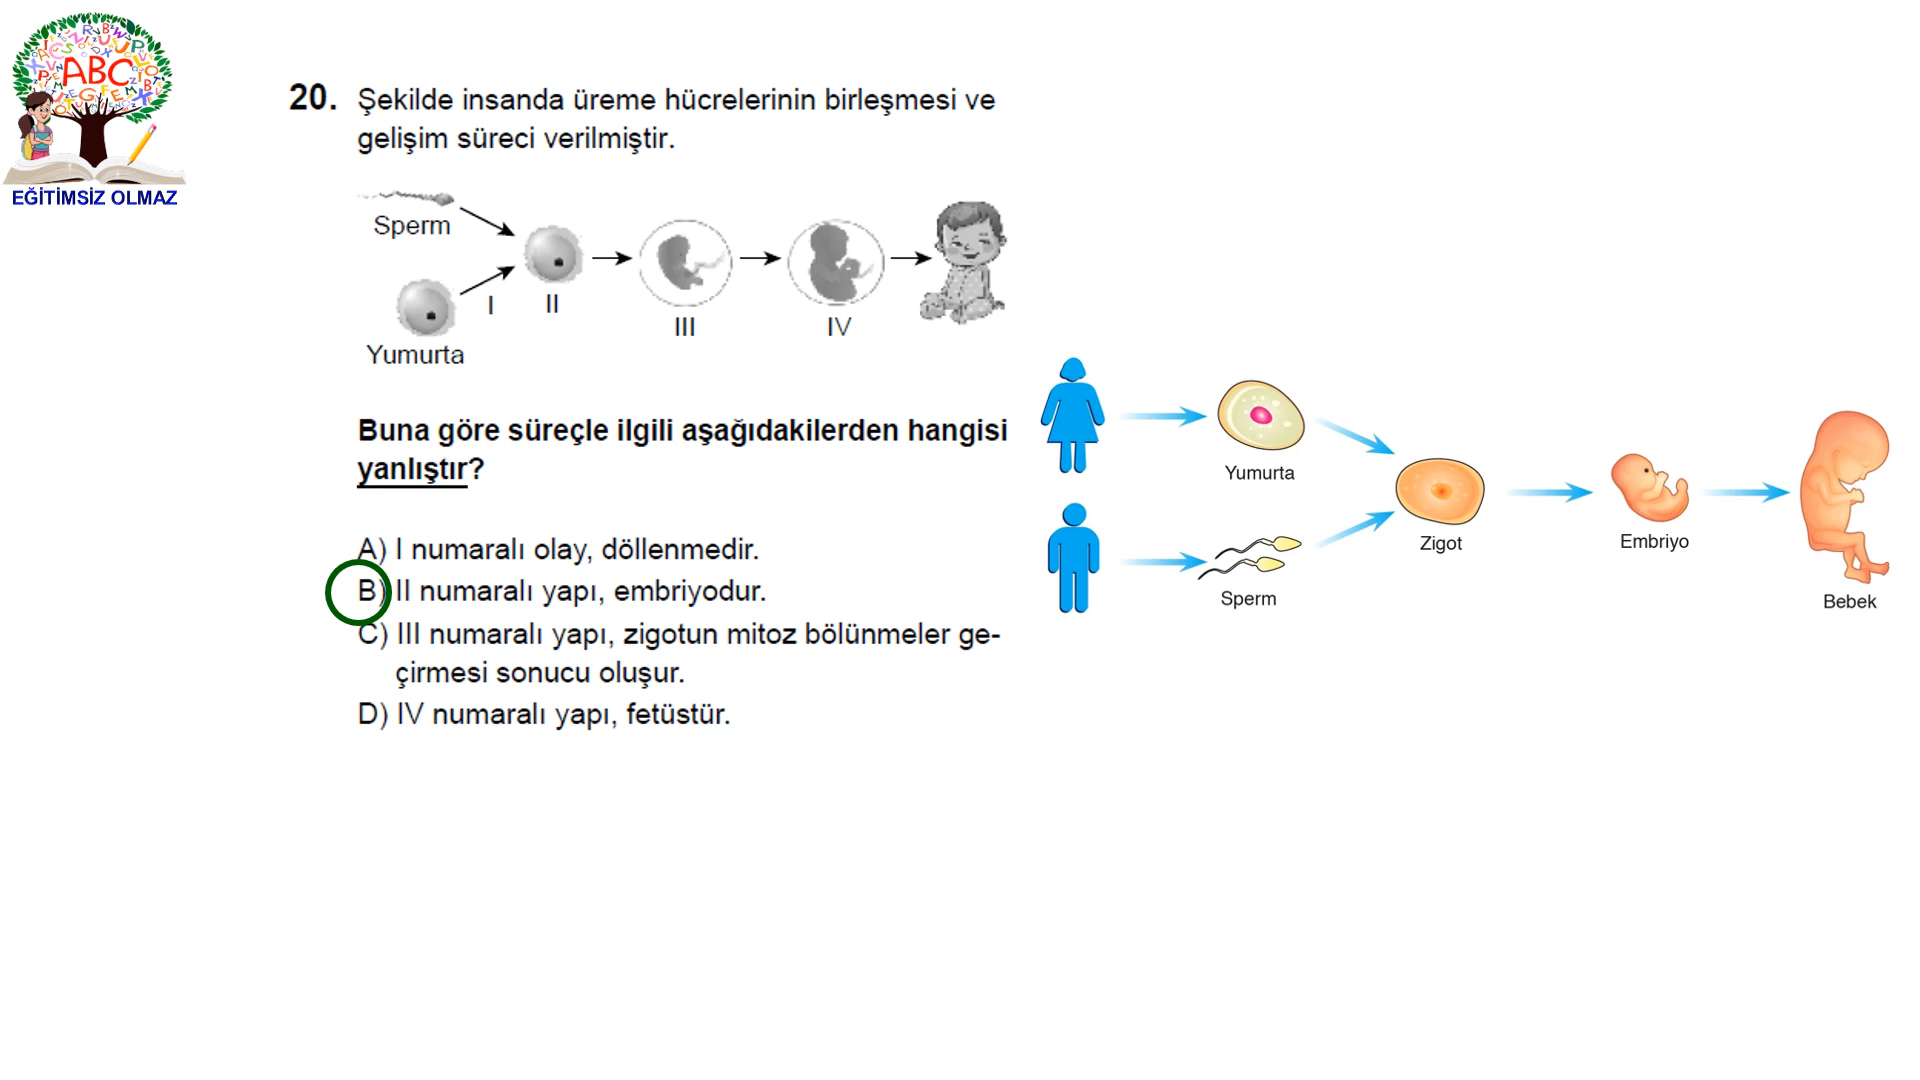 ABC
EĞİTİMSİZ OLMAZ
20. Şekilde insanda üreme hücrelerinin birleşmesi ve
gelişim süreci verilmiştir.
Sperm
Yumurta
I
II
III
IV
Buna göre süreçle ilgili aşağıdakilerden hangisi
yanlıştır?
A) I numaralı olay, döllenmedir.
B) II numaralı yapı, embriyodur.
C) III numaralı yapı, zigotun mitoz bölünmeler ge-
çirmesi sonucu oluşur.
D) IV numaralı yapı, fetüstür.
Yumurta
Sperm
Zigot
Embriyo
Bebek